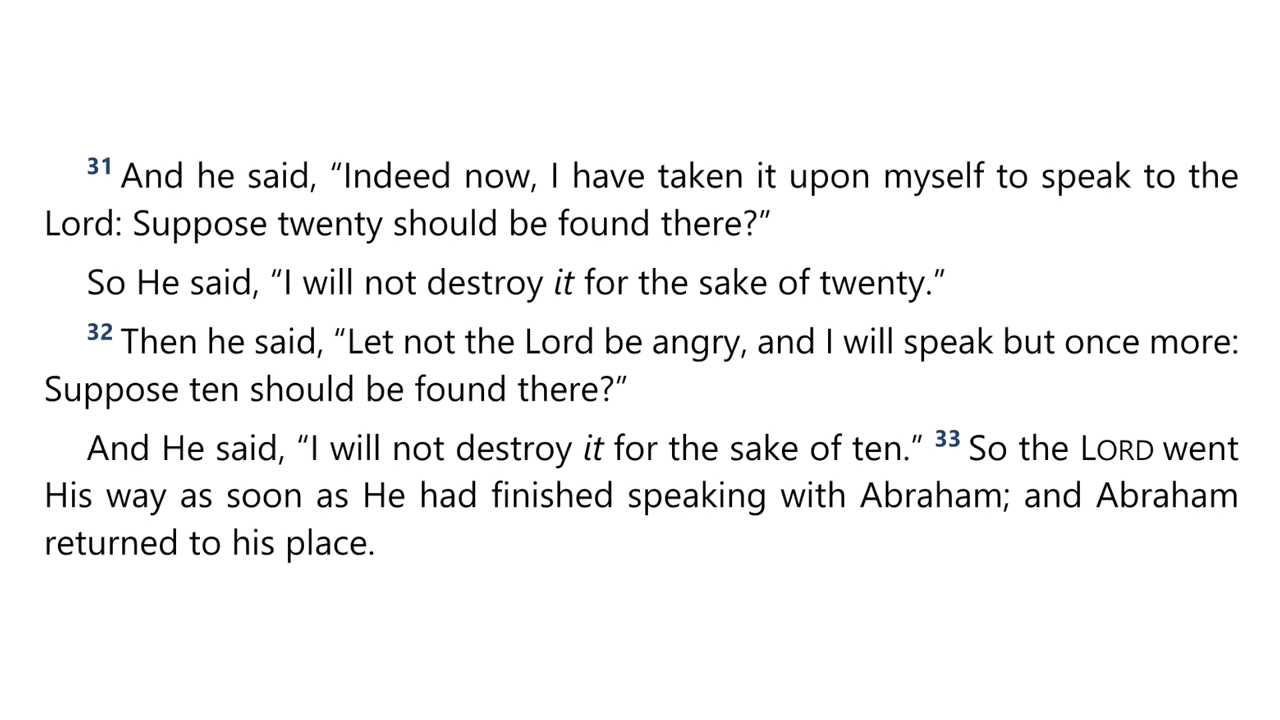 31 And he said, “Indeed now, I have taken it upon myself to speak to the
Lord: Suppose twenty should be found there?”
So He said, “I will not destroy it for the sake of twenty.”
32 Then he said, “Let not the Lord be angry, and I will speak but once more:
Suppose ten should be found there?”
And He said, “I will not destroy it for the sake of ten.” 33 So the LORD went
His way as soon as He had finished speaking with Abraham; and Abraham
returned to his place.